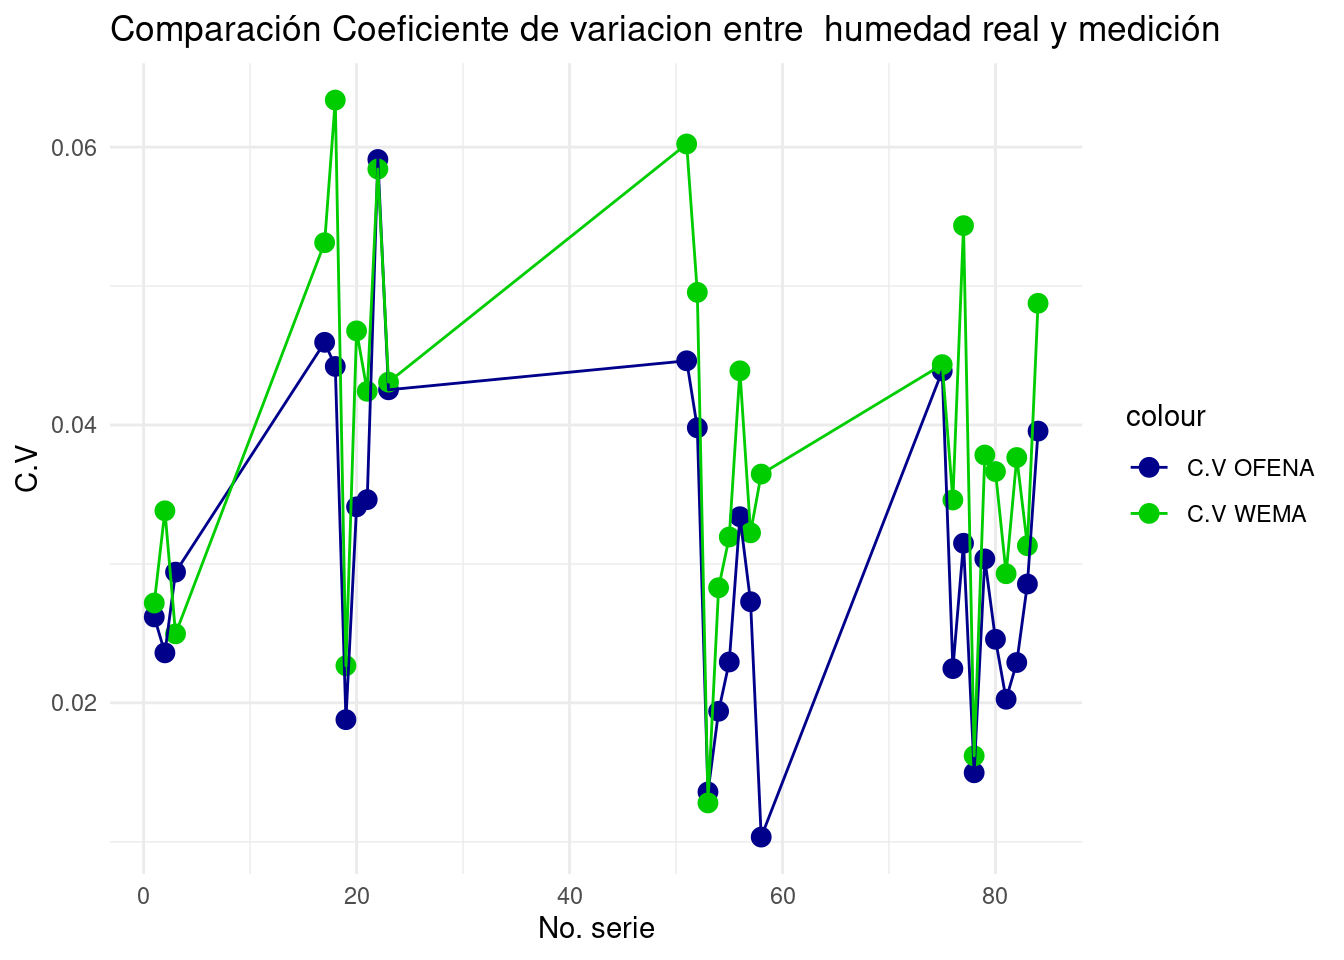 Comparación Coeficiente de variacion entre  humedad real y medición
0.06
0.04
0.02
C.V
0
20
40
60
80
No. serie
colour
C.V OFENA
C.V WEMA